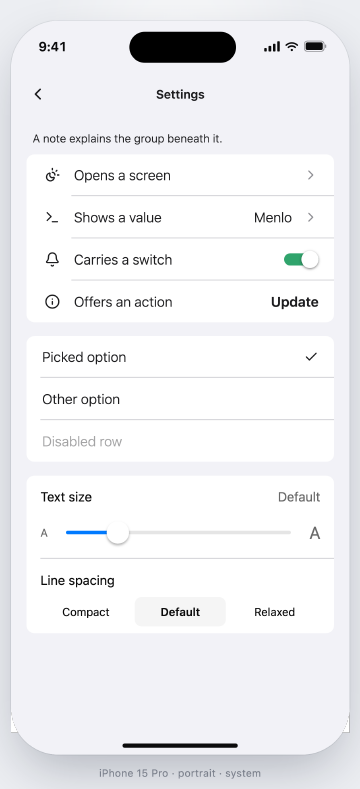 9:41
Settings
A note explains the group beneath it.
Opens a screen
Shows a value Menlo
Carries a switch
Offers an action Update
Picked option
Other option
Disabled row
Text size Default
A A
Line spacing
Compact Default Relaxed
iPhone 15 Pro · portrait · system